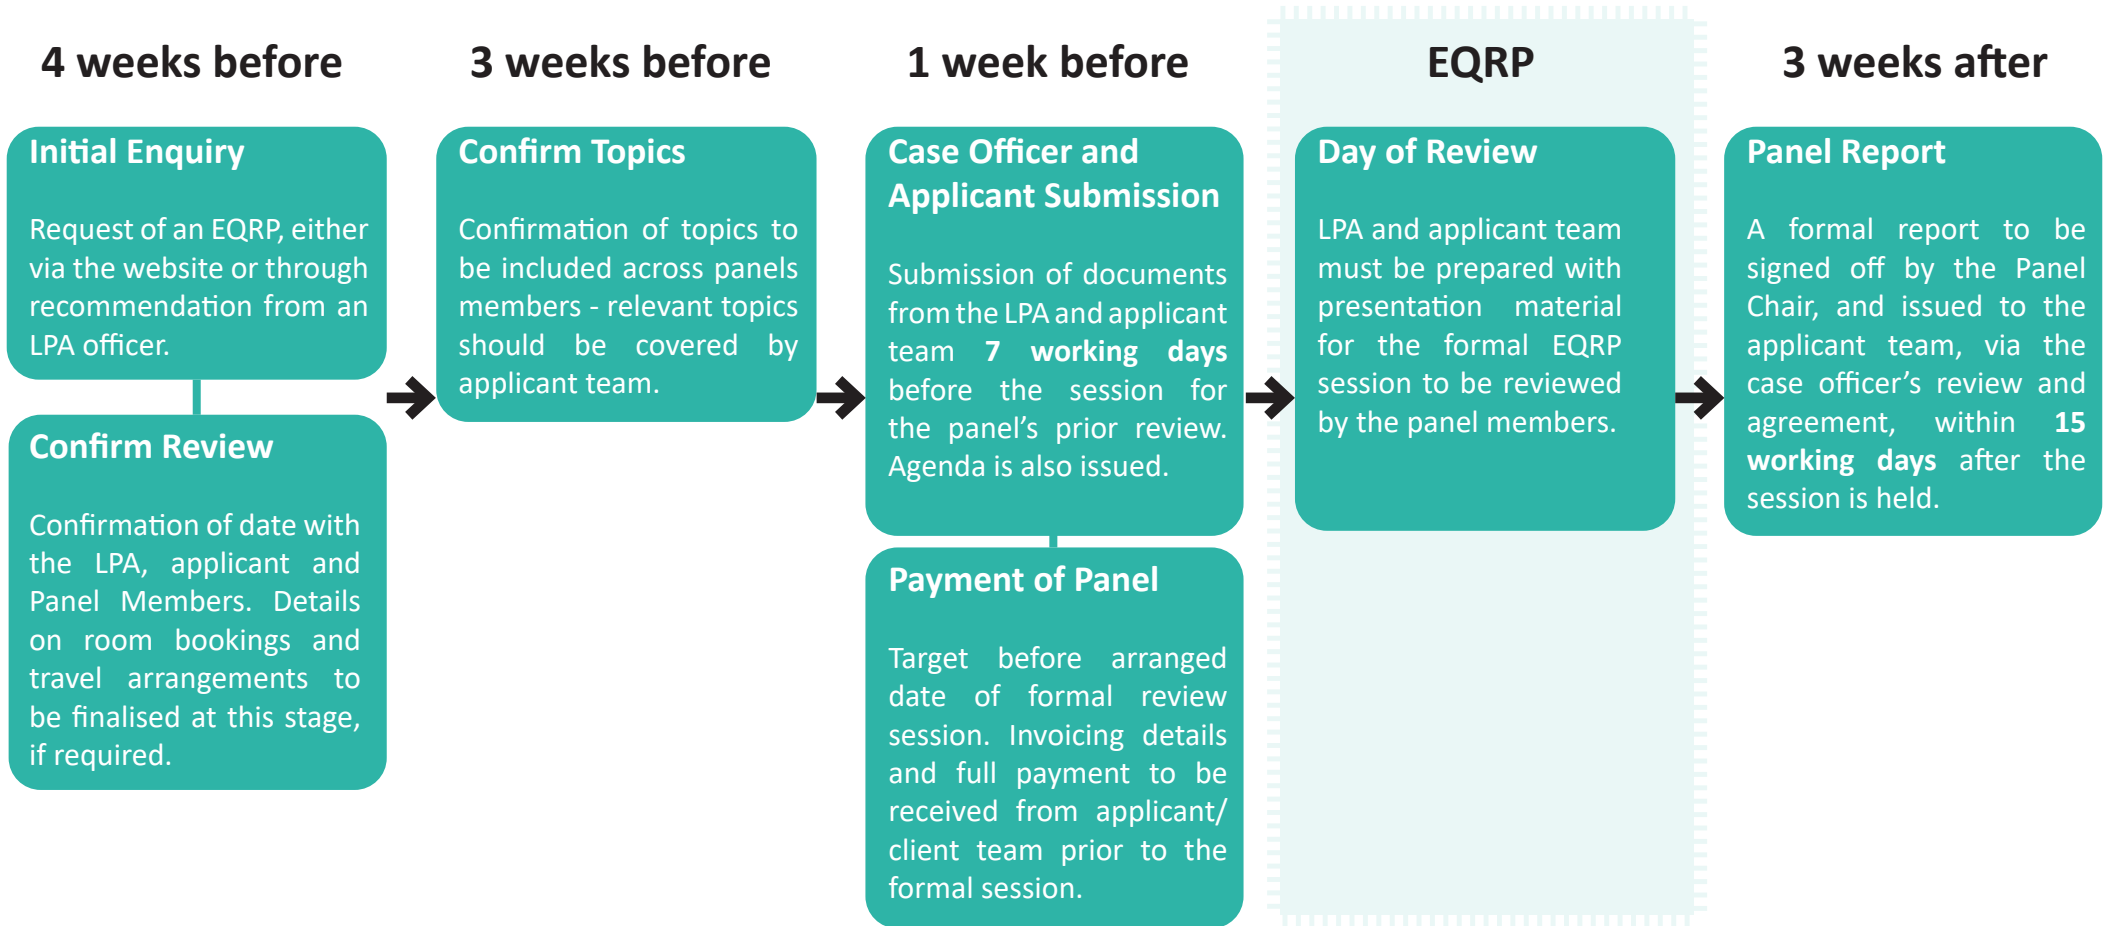 4 weeks before
Initial Enquiry
Request of an EQRP, either
via the website or through
recommendation from an
LPA officer.
Confirm Review
Confirmation of date with
the LPA, applicant and
Panel Members. Details
on room bookings and
travel arrangements to
be finalised at this stage,
if required.
3 weeks before
Confirm Topics
Confirmation of topics to
be included across panels
members - relevant topics
should be covered by
applicant team.
1 week before
Case Officer and
Applicant Submission
Submission of documents
from the LPA and applicant
team 7 working days
before the session for
the panel's prior review.
Agenda is also issued.
Payment of Panel
Target before arranged
date of formal review
session. Invoicing details
and full payment to be
received from applicant/
client team prior to the
formal session.
EQRP
Day of Review
LPA and applicant team
must be prepared with
presentation material
for the formal EQRP
session to be reviewed
by the panel members.
3 weeks after
Panel Report
A formal report to be
signed off by the Panel
Chair, and issued to the
applicant team, via the
case officer's review and
agreement, within 15
working days after the
session is held.